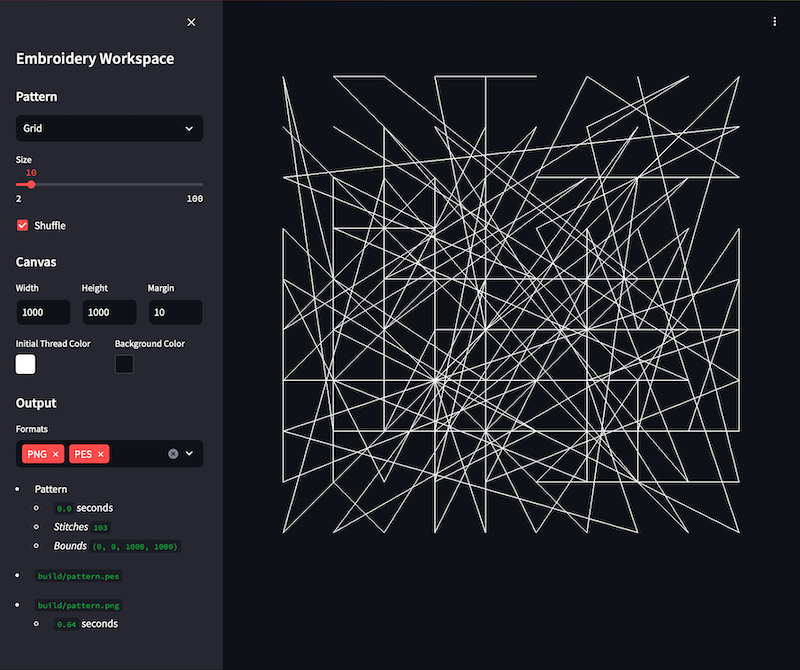 Embroidery Workspace
Pattern
Grid
Size
10
2 100
Shuffle
Canvas
Width Height Margin
1000 1000 10
Initial Thread Color Background Color
Output
Formats
PNG × PES ×
Pattern
0.0 seconds
Stitches 103
Bounds (0, 0, 1000, 1000)
build/pattern.pes
build/pattern.png
0.64 seconds